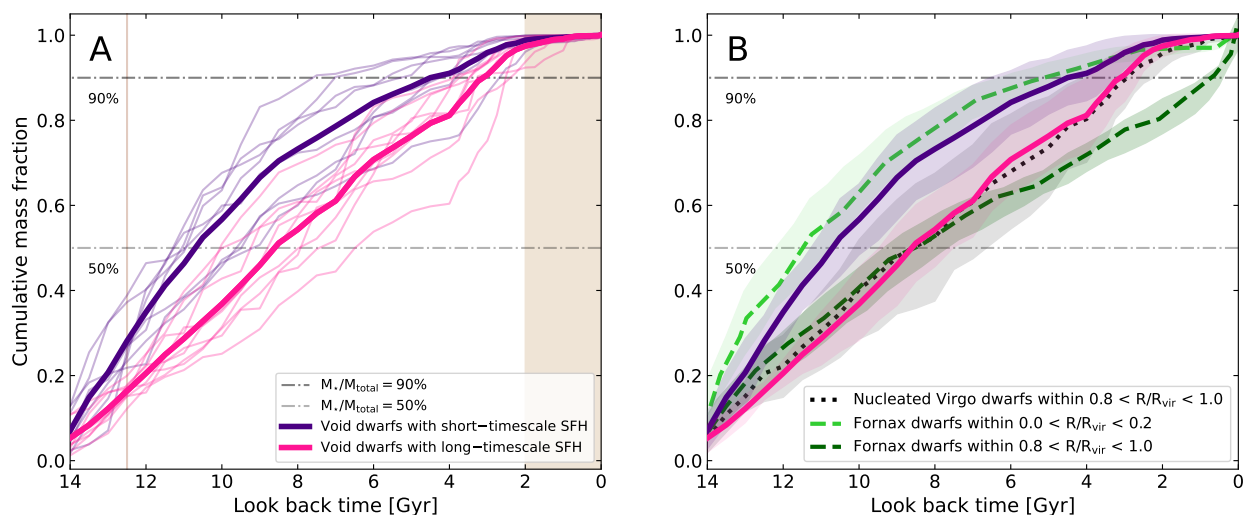 A
B
Cumulative mass fraction
1.0
0.8
0.6
0.4
0.2
0.0
90%
50%
M⋆/Mtotal = 90%
M⋆/Mtotal = 50%
Void dwarfs with short−timescale SFH
Void dwarfs with long−timescale SFH
14 12 10 8 6 4 2 0
Look back time [Gyr]
1.0
0.8
0.6
0.4
0.2
0.0
90%
50%
Nucleated Virgo dwarfs within 0.8 < R/Rvir < 1.0
Fornax dwarfs within 0.0 < R/Rvir < 0.2
Fornax dwarfs within 0.8 < R/Rvir < 1.0
14 12 10 8 6 4 2 0
Look back time [Gyr]